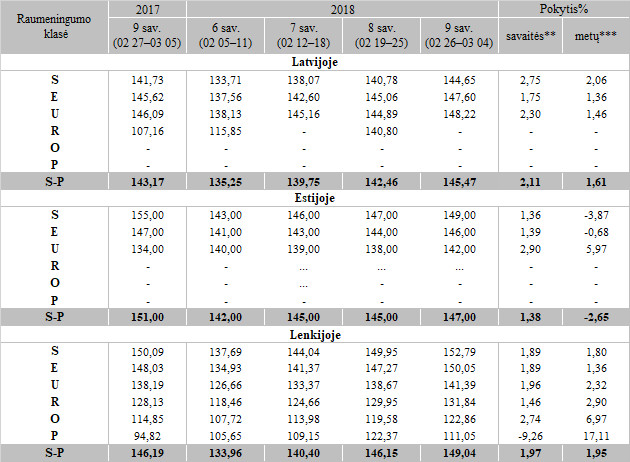 Raumeningumo klasė 2017 2018 Pokytis%
9 sav. (02 27–03 05) 6 sav. (02 05–11) 7 sav. (02 12–18) 8 sav. (02 19–25) 9 sav. (02 26–03 04) savaitės** metų***
Latvijoje
S 141,73 133,71 138,07 140,78 144,65 2,75 2,06
E 145,62 137,56 142,60 145,06 147,60 1,75 1,36
U 146,09 138,13 145,16 144,89 148,22 2,30 1,46
R 107,16 115,85 - 140,80 - - -
O - - - - - - -
P - - - - - - -
S-P 143,17 135,25 139,75 142,46 145,47 2,11 1,61
Estijoje
S 155,00 143,00 146,00 147,00 149,00 1,36 -3,87
E 147,00 141,00 143,00 144,00 146,00 1,39 -0,68
U 134,00 140,00 139,00 138,00 142,00 2,90 5,97
R - - ... ... ... - -
O - - ... - - - -
P - - - - - - -
S-P 151,00 142,00 145,00 145,00 147,00 1,38 -2,65
Lenkijoje
S 150,09 137,69 144,04 149,95 152,79 1,89 1,80
E 148,03 134,93 141,37 147,27 150,05 1,89 1,36
U 138,19 126,66 133,37 138,67 141,39 1,96 2,32
R 128,13 118,46 124,66 129,95 131,84 1,46 2,90
O 114,85 107,72 113,98 119,58 122,86 2,74 6,97
P 94,82 105,65 109,15 122,37 111,05 -9,26 17,11
S-P 146,19 133,96 140,40 146,15 149,04 1,97 1,95